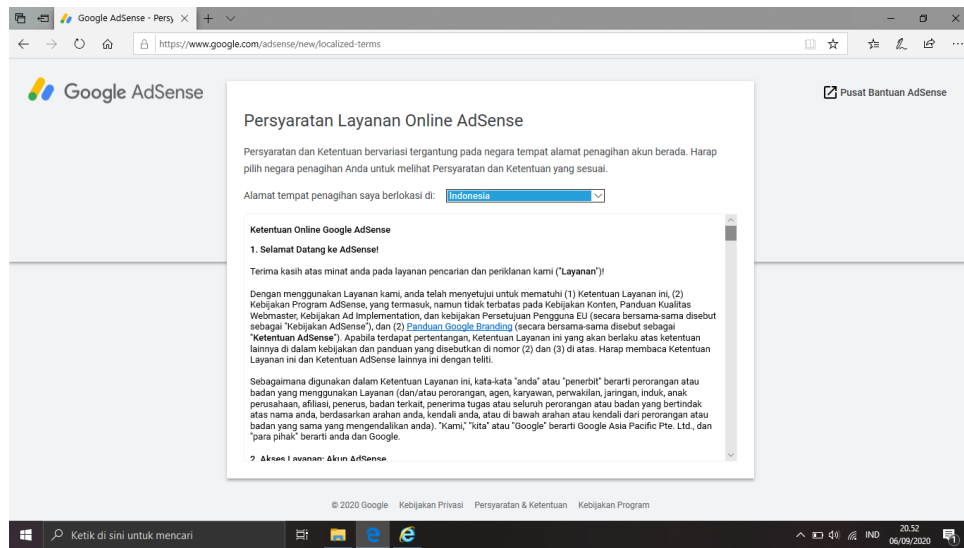 Google AdSense - Persy
https://www.google.com/adsense/new/localized-terms
Google AdSense
Pusat Bantuan AdSense
Persyaratan Layanan Online AdSense
Persyaratan dan Ketentuan bervariasi tergantung pada negara tempat alamat penagihan akun berada. Harap
pilih negara penagihan Anda untuk melihat Persyaratan dan Ketentuan yang sesuai.
Alamat tempat penagihan saya berlokasi di: Indonesia
Ketentuan Online Google AdSense
1. Selamat Datang ke AdSense!
Terima kasih atas minat anda pada layanan pencarian dan periklanan kami ("Layanan")!
Dengan menggunakan Layanan kami, anda telah menyetujui untuk mematuhi (1) Ketentuan Layanan ini, (2)
Kebijakan Program AdSense, yang termasuk, namun tidak terbatas pada Kebijakan Konten, Panduan Kualitas
Webmaster, Kebijakan Ad Implementation, dan kebijakan Persetujuan Pengguna EU (secara bersama-sama disebut
sebagai "Kebijakan AdSense"), dan (2) Panduan Google Branding (secara bersama-sama disebut sebagai
"Ketentuan AdSense"). Apabila terdapat pertentangan, Ketentuan Layanan ini yang akan berlaku atas ketentuan
lainnya di dalam kebijakan dan panduan yang disebutkan di nomor (2) dan (3) di atas. Harap membaca Ketentuan
Layanan ini dan Ketentuan AdSense lainnya ini dengan teliti.
Sebagaimana digunakan dalam Ketentuan Layanan ini, kata-kata "anda" atau "penerbit" berarti perorangan atau
badan yang menggunakan Layanan (dan/atau perorangan, agen, karyawan, perwakilan, jaringan, induk, anak
perusahaan, afiliasi, penerus, badan terkait, penerima tugas atau seluruh perorangan atau badan yang bertindak
atas nama anda, berdasarkan arahan anda, kendali anda, atau di bawah arahan atau kendali dari perorangan atau
badan yang sama yang mengendalikan anda). "Kami," "kita" atau "Google" berarti Google Asia Pacific Pte. Ltd., dan
"para pihak" berarti anda dan Google.
2. Akses Layanan; Akun AdSense
© 2020 Google Kebijakan Privasi Persyaratan & Ketentuan Kebijakan Program
Ketik di sini untuk mencari
IND
20.52
06/09/2020
1